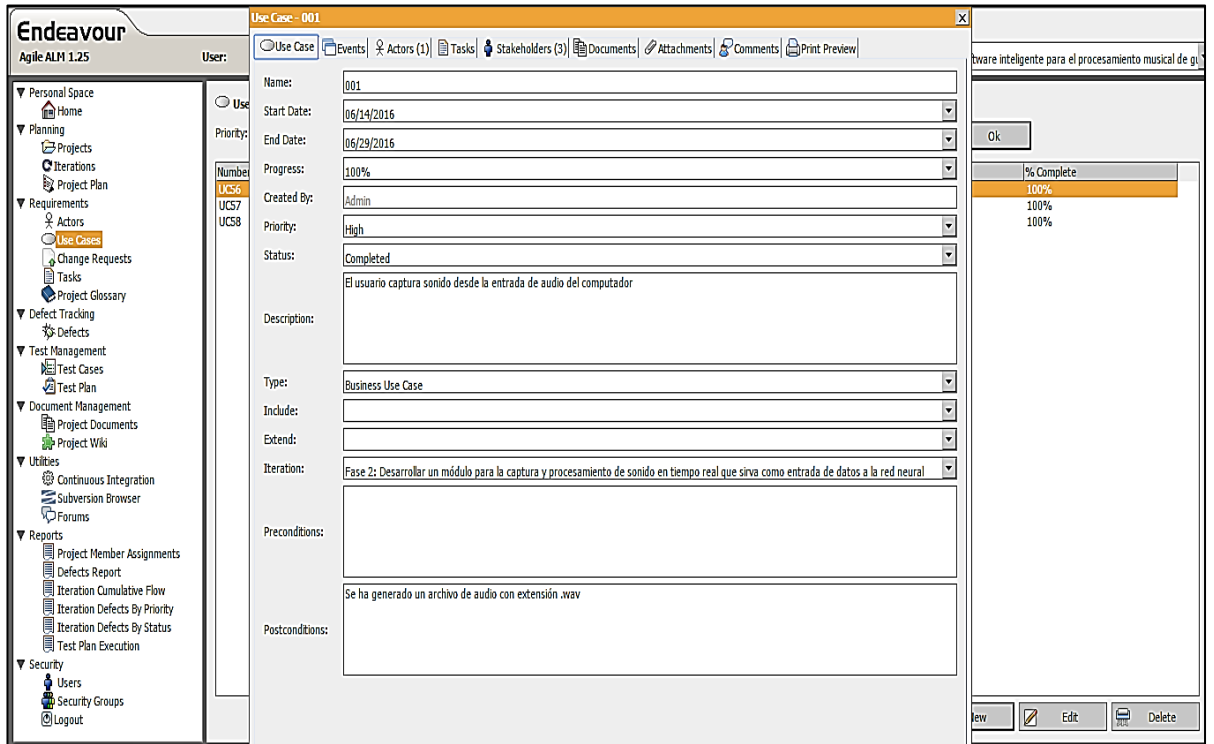 Endeavour
Agile ALM 1.25
User:
Personal Space
Home
Planning
Projects
Iterations
Project Plan
Requirements
Actors
Use Cases
Change Requests
Tasks
Project Glossary
Defect Tracking
Defects
Test Management
Test Cases
Test Plan
Document Management
Project Documents
Project Wiki
Utilities
Continuous Integration
Subversion Browser
Forums
Reports
Project Member Assignments
Defects Report
Iteration Cumulative Flow
Iteration Defects By Priority
Iteration Defects By Status
Test Plan Execution
Security
Users
Security Groups
Logout
Use
Priority:
Number
UC56
UC57
UC58
Use Case - 001
x
Use Case Events Actors (1) Tasks Stakeholders (3) Documents Attachments Comments Print Preview
Name: 001
Start Date: 06/14/2016
End Date: 06/29/2016
Progress: 100%
Created By: Admin
Priority: High
Status: Completed
Description: El usuario captura sonido desde la entrada de audio del computador
Type: Business Use Case
Include:
Extend:
Iteration: Fase 2: Desarrollar un módulo para la captura y procesamiento de sonido en tiempo real que sirva como entrada de datos a la red neural
Preconditions:
Postconditions: Se ha generado un archivo de audio con extensión .wav
tware inteligente para el procesamiento musical de gu
Ok
% Complete
100%
100%
100%
lew Edit Delete